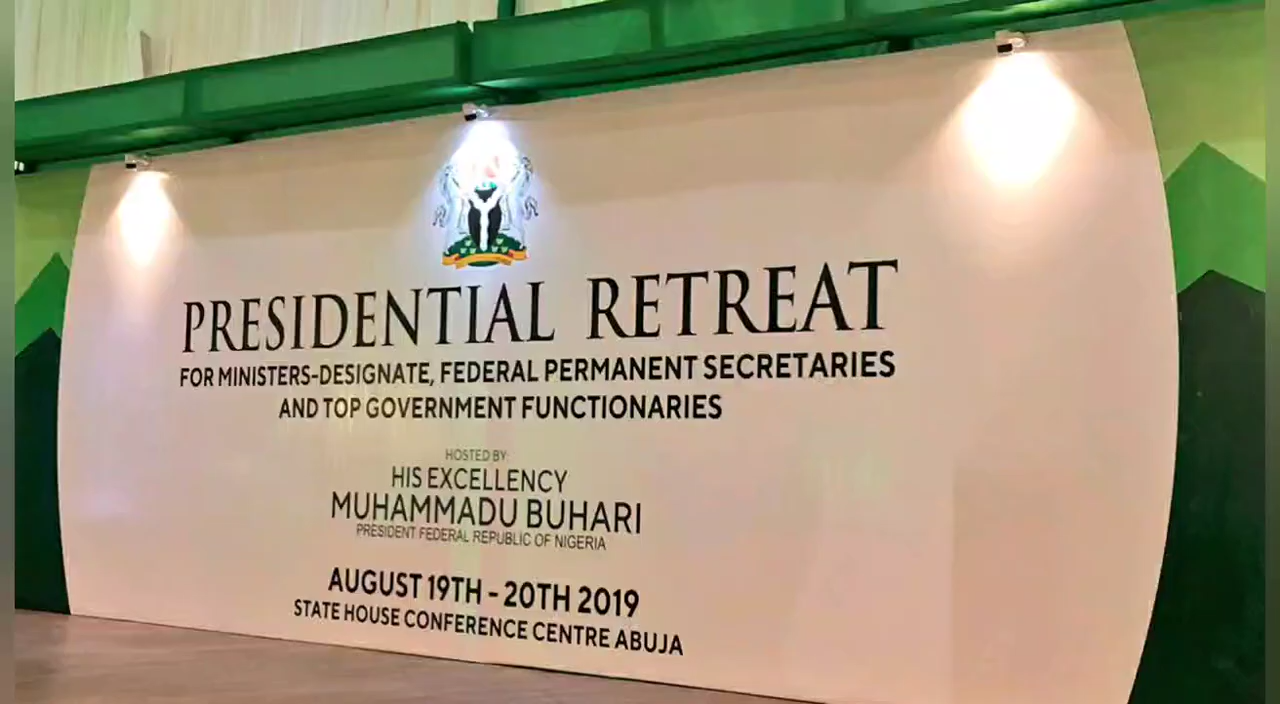 PRESIDENTIAL RETREAT
FOR MINISTERS-DESIGNATE, FEDERAL PERMANENT SECRETARIES
AND TOP GOVERNMENT FUNCTIONARIES
HOSTED BY:
HIS EXCELLENCY
MUHAMMADU BUHARI
PRESIDENT FEDERAL REPUBLIC OF NIGERIA
AUGUST 19TH - 20TH 2019
STATE HOUSE CONFERENCE CENTRE ABUJA